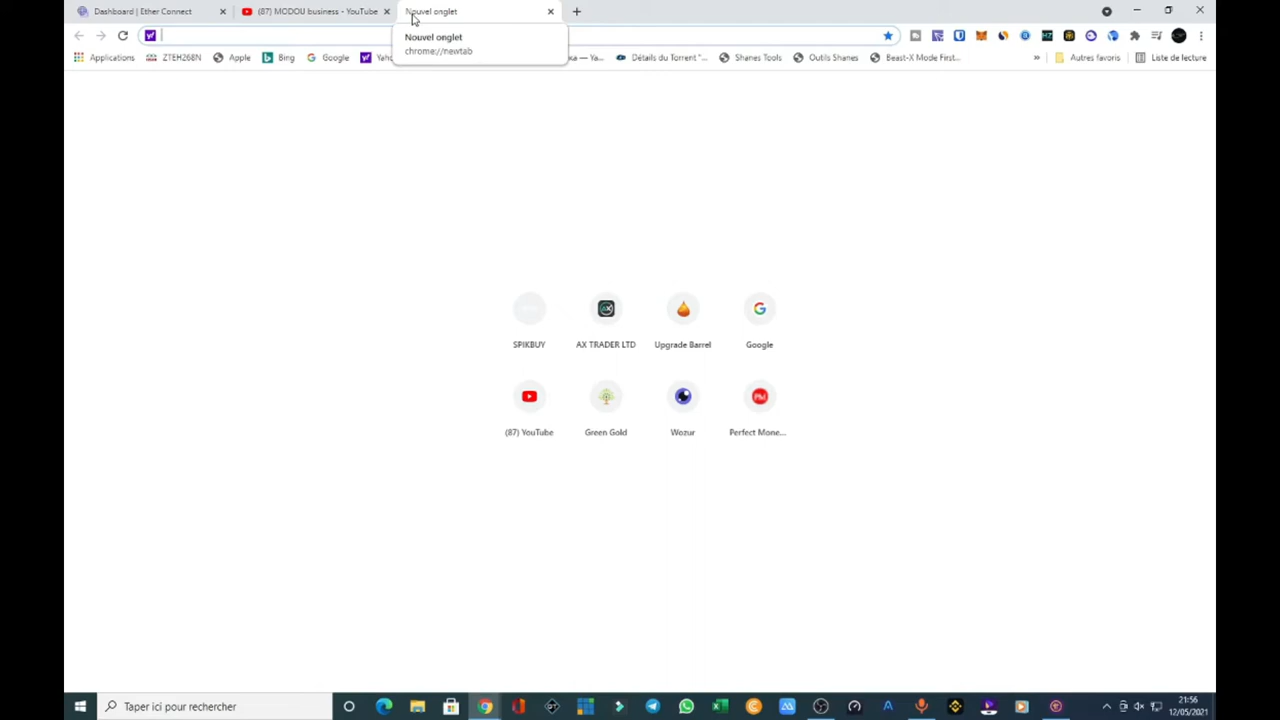 Dashboard | Ether Connect
(87) MODOU business - YouTube
Nouvel onglet
Nouvel onglet
chrome://newtab
Applications
ZTEH268N
Apple
Bing
Google
Détails du Torrent "...
Shanes Tools
Outils Shanes
Beast-X Mode First...
»
Autres favoris
Liste de lecture
SPIKBUY
AX TRADER LTD
Upgrade Barrel
Google
(87) YouTube
Green Gold
Wozur
Perfect Mone...
Taper ici pour rechercher
21:56
12/05/2021